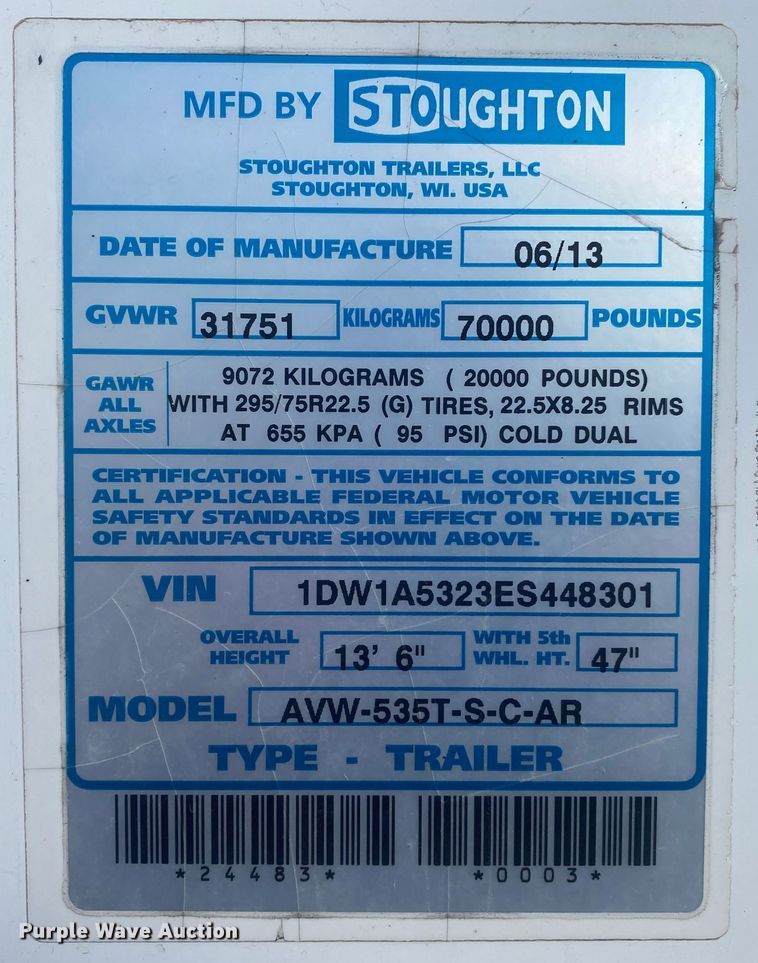 MFD BY STOUGHTON
STOUGHTON TRAILERS, LLC
STOUGHTON, WI. USA
DATE OF MANUFACTURE 06/13
GVWR 31751 KILOGRAMS 70000 POUNDS
GAWR
ALL
AXLES
9072 KILOGRAMS ( 20000 POUNDS)
WITH 295/75R22.5 (G) TIRES, 22.5X8.25 RIMS
AT 655 KPA ( 95 PSI) COLD DUAL
CERTIFICATION - THIS VEHICLE CONFORMS TO
ALL APPLICABLE FEDERAL MOTOR VEHICLE
SAFETY STANDARDS IN EFFECT ON THE DATE
OF MANUFACTURE SHOWN ABOVE.
VIN 1DW1A5323ES448301
OVERALL
HEIGHT
13' 6"
WITH 5th
WHL. HT.
47"
MODEL AVW-535T-S-C-AR
TYPE - TRAILER
*24483* *0003*
Purple Wave Auction